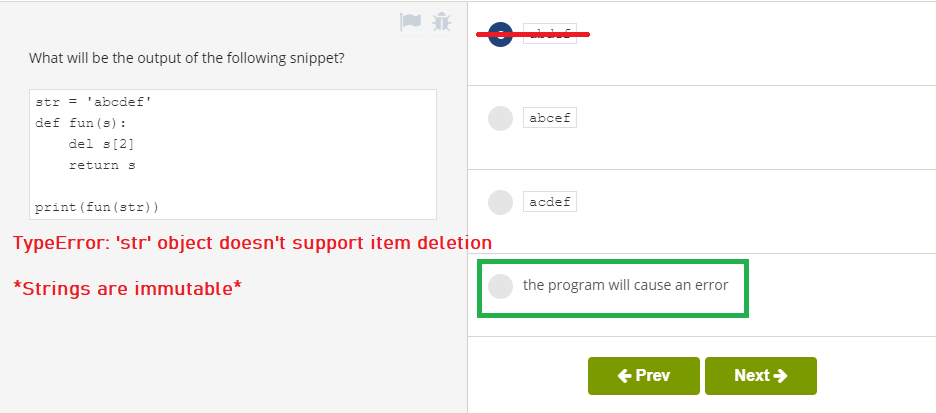 What will be the output of the following snippet?
str = 'abcdef'
def fun(s):
    del s[2]
    return s
print(fun(str))
TypeError: 'str' object doesn't support item deletion
*Strings are immutable*
abcef
acdef
the program will cause an error
Prev
Next